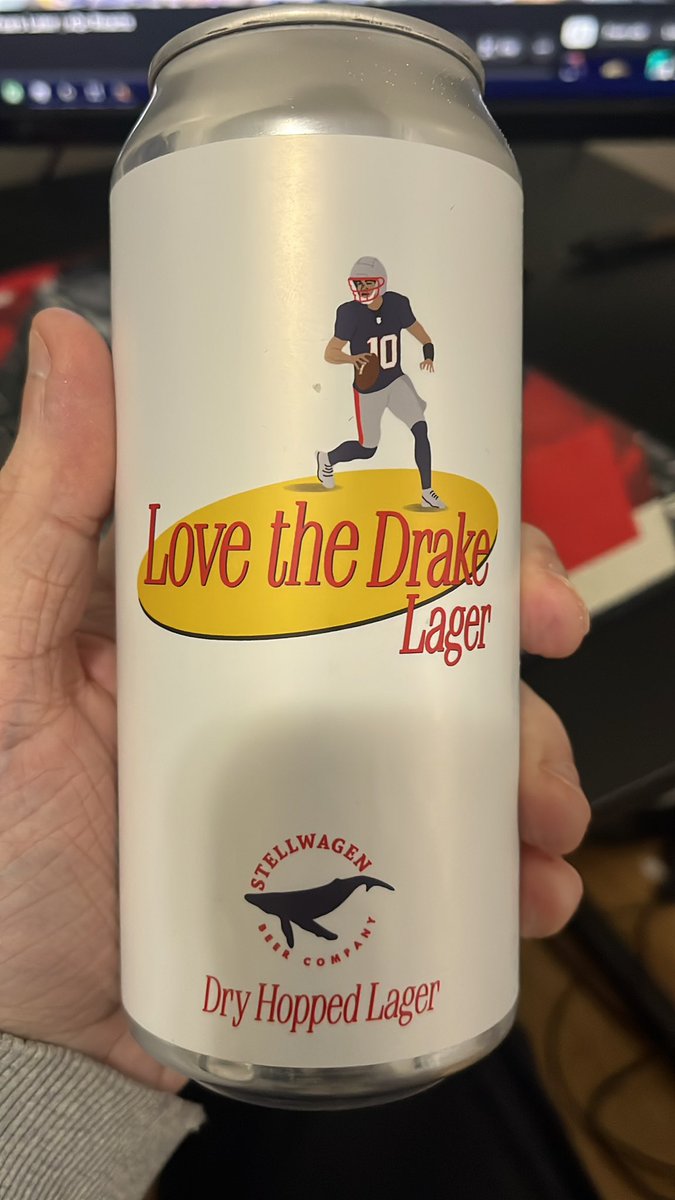 10
Love the Drake
Lager
STELLWAGEN
BEER COMPANY
Dry Hopped Lager